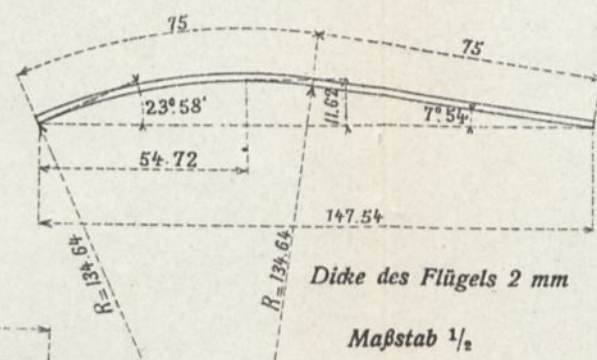 75
75
23°58'
11.62
7°54'
54.72
147.54
R=134.64
R=134.64
Dicke des Flügels 2 mm
Maßstab ½